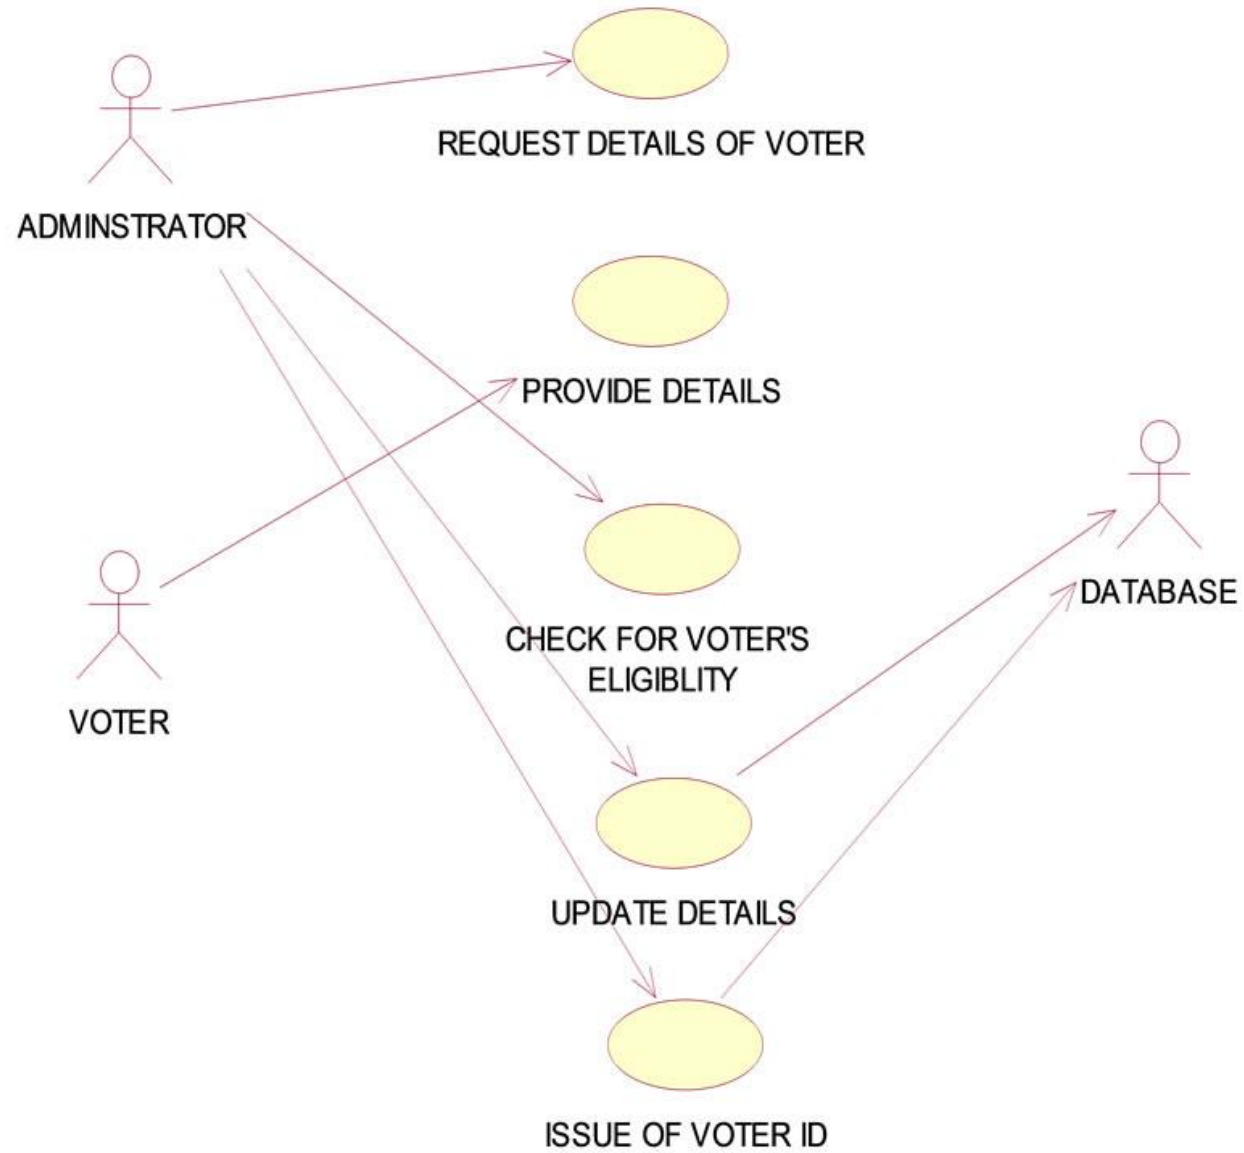 REQUEST DETAILS OF VOTER
ADMINSTRATOR
PROVIDE DETAILS
DATABASE
CHECK FOR VOTER'S
ELIGIBLITY
VOTER
UPDATE DETAILS
ISSUE OF VOTER ID